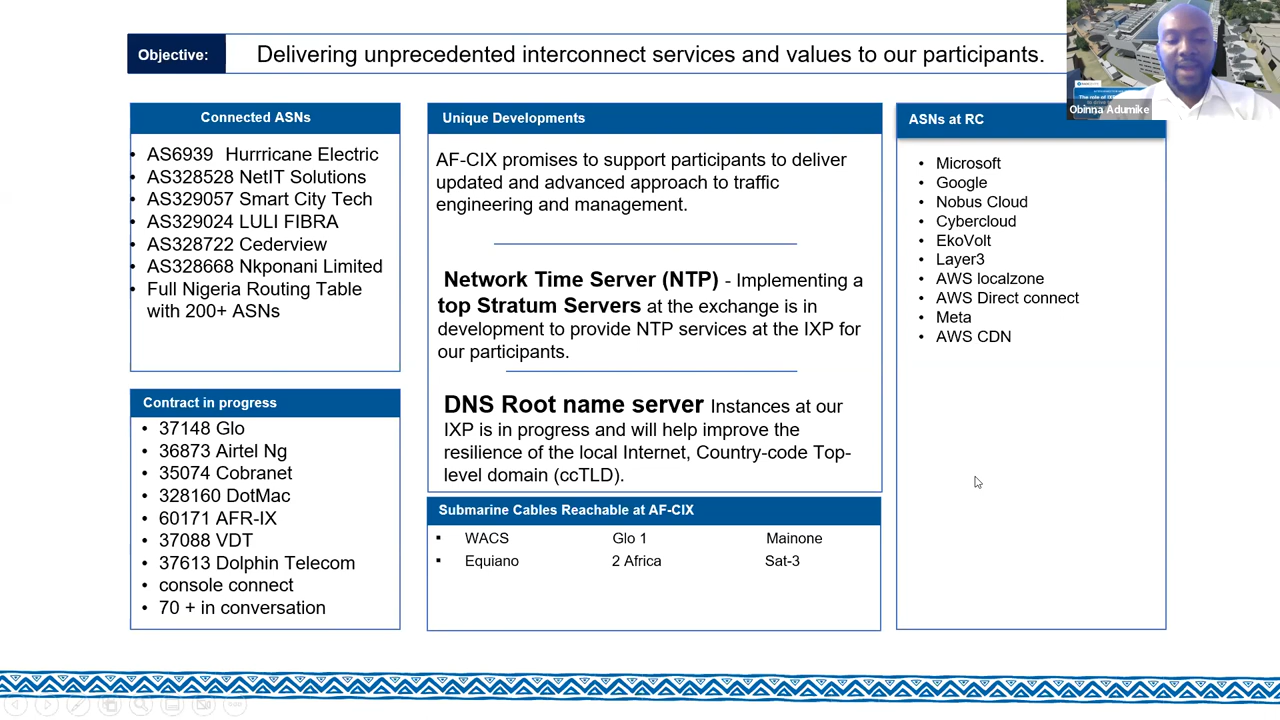 Objective:
Delivering unprecedented interconnect services and values to our participants.
Obinna Adumike
Connected ASNs
• AS6939 Hurrricane Electric
• AS328528 NetIT Solutions
• AS329057 Smart City Tech
• AS329024 LULI FIBRA
• AS328722 Cederview
• AS328668 Nkponani Limited
• Full Nigeria Routing Table
with 200+ ASNs
Contract in progress
• 37148 Glo
• 36873 Airtel Ng
• 35074 Cobranet
• 328160 DotMac
• 60171 AFR-IX
• 37088 VDT
• 37613 Dolphin Telecom
• console connect
• 70 + in conversation
Unique Developments
AF-CIX promises to support participants to deliver
updated and advanced approach to traffic
engineering and management.
Network Time Server (NTP) - Implementing a
top Stratum Servers at the exchange is in
development to provide NTP services at the IXP for
our participants.
DNS Root name server Instances at our
IXP is in progress and will help improve the
resilience of the local Internet, Country-code Top-
level domain (ccTLD).
Submarine Cables Reachable at AF-CIX
▪ WACS Glo 1 Mainone
▪ Equiano 2 Africa Sat-3
ASNs at RC
• Microsoft
• Google
• Nobus Cloud
• Cybercloud
• EkoVolt
• Layer3
• AWS localzone
• AWS Direct connect
• Meta
• AWS CDN